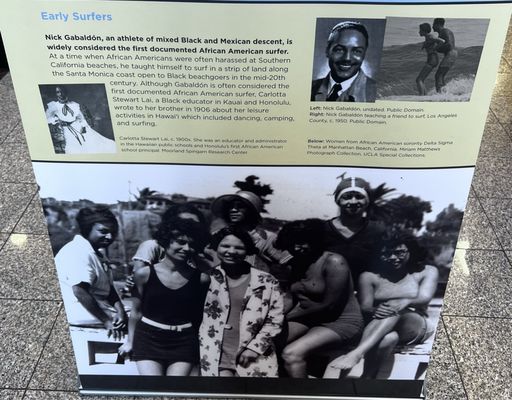 Early Surfers
Nick Gabaldón, an athlete of mixed Black and Mexican descent, is
widely considered the first documented African American surfer.
At a time when African Americans were often harassed at Southern
California beaches, he taught himself to surf in a strip of land along
the Santa Monica coast open to Black beachgoers in the mid-20th
century. Although Gabaldón is often considered
the first documented African American surfer, Carlotta
Stewart Lai, a Black educator in Kauai and Honolulu,
wrote to her brother in 1906 about her leisure
activities in Hawai'i which included dancing, camping,
and surfing.
Carlotta Stewart Lai, c. 1900s. She was an educator and administrator
in the Hawaiian public schools and Honolulu's first African American
school principal. Moorland Spingarn Research Center
Left: Nick Gabaldón, undated. Public Domain.
Right: Nick Gabaldón teaching a friend to surf, Los Angeles
County, c. 1950. Public Domain.
Below: Women from African American sorority Delta Sigma
Theta at Manhattan Beach, California. Miriam Matthews
Photograph Collection, UCLA Special Collections.